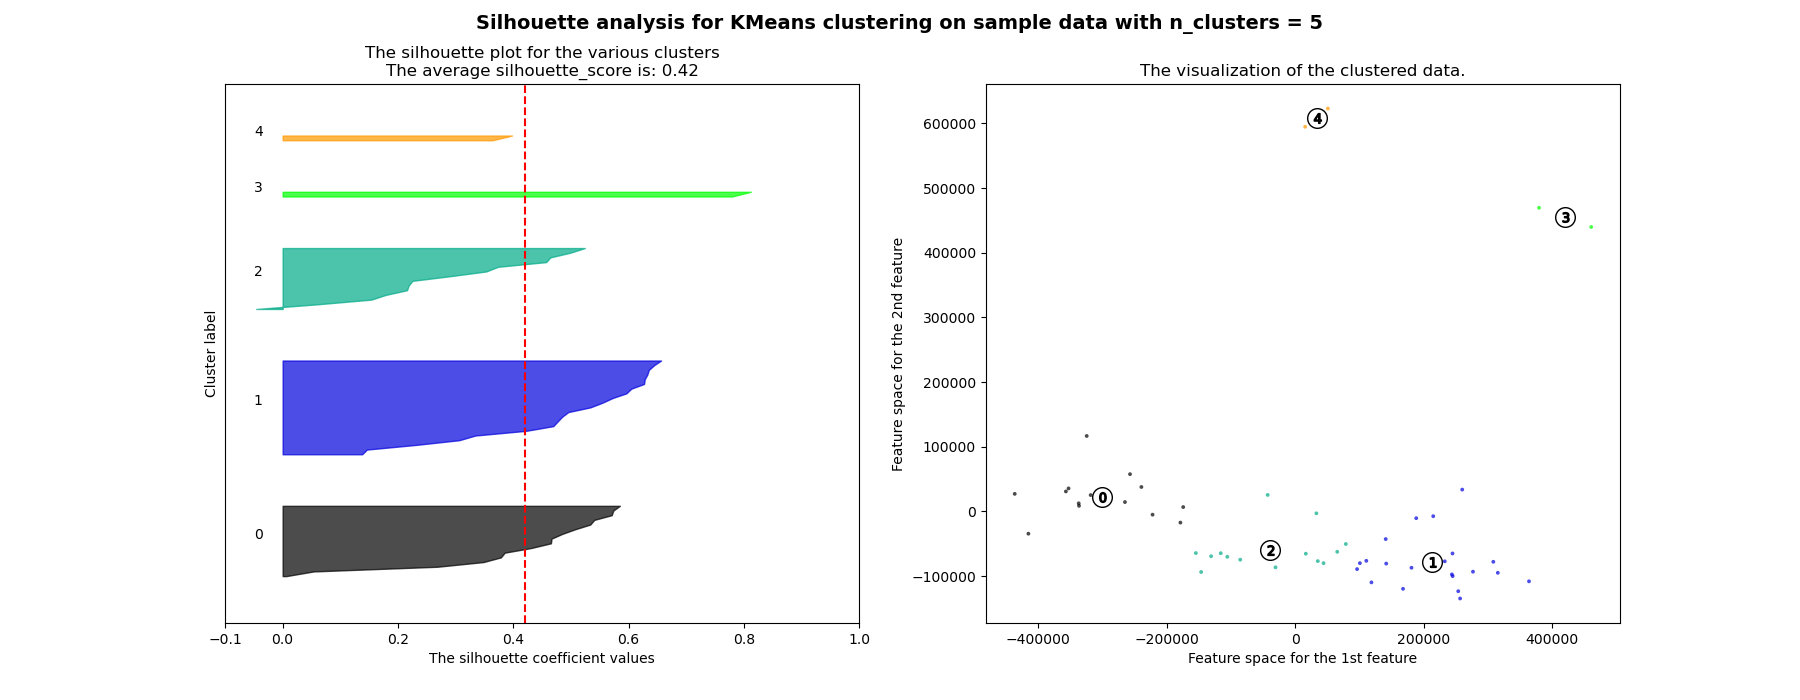 Silhouette analysis for KMeans clustering on sample data with n_clusters = 5
The silhouette plot for the various clusters
The average silhouette_score is: 0.42
4
3
2
1
0
Cluster label
−0.1 0.0 0.2 0.4 0.6 0.8 1.0
The silhouette coefficient values
The visualization of the clustered data.
600000
500000
400000
300000
200000
100000
0
−100000
Feature space for the 2nd feature
4
3
0
2
1
−400000 −200000 0 200000 400000
Feature space for the 1st feature